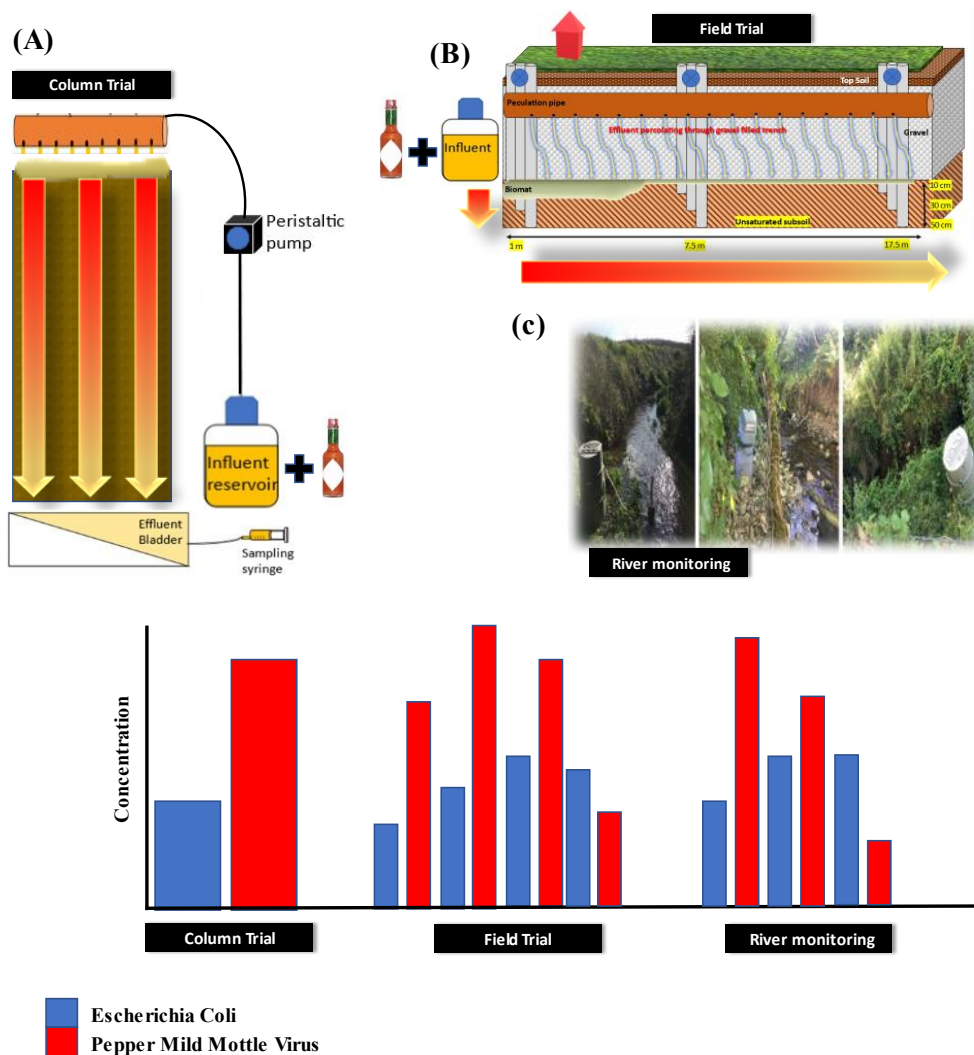 (A)
Column Trial
Peristaltic
pump
Influent
reservoir
Effluent
Bladder
Sampling
syringe
(B)
Field Trial
Top Soil
Peculation pipe
Influent
Effluent percolating through gravel filled trench
Gravel
Biomat
10 cm
30 cm
50 cm
Unsaturated subsoil
1 m
7.5 m
17.5 m
(c)
River monitoring
Concentration
Column Trial
Field Trial
River monitoring
Escherichia Coli
Pepper Mild Mottle Virus